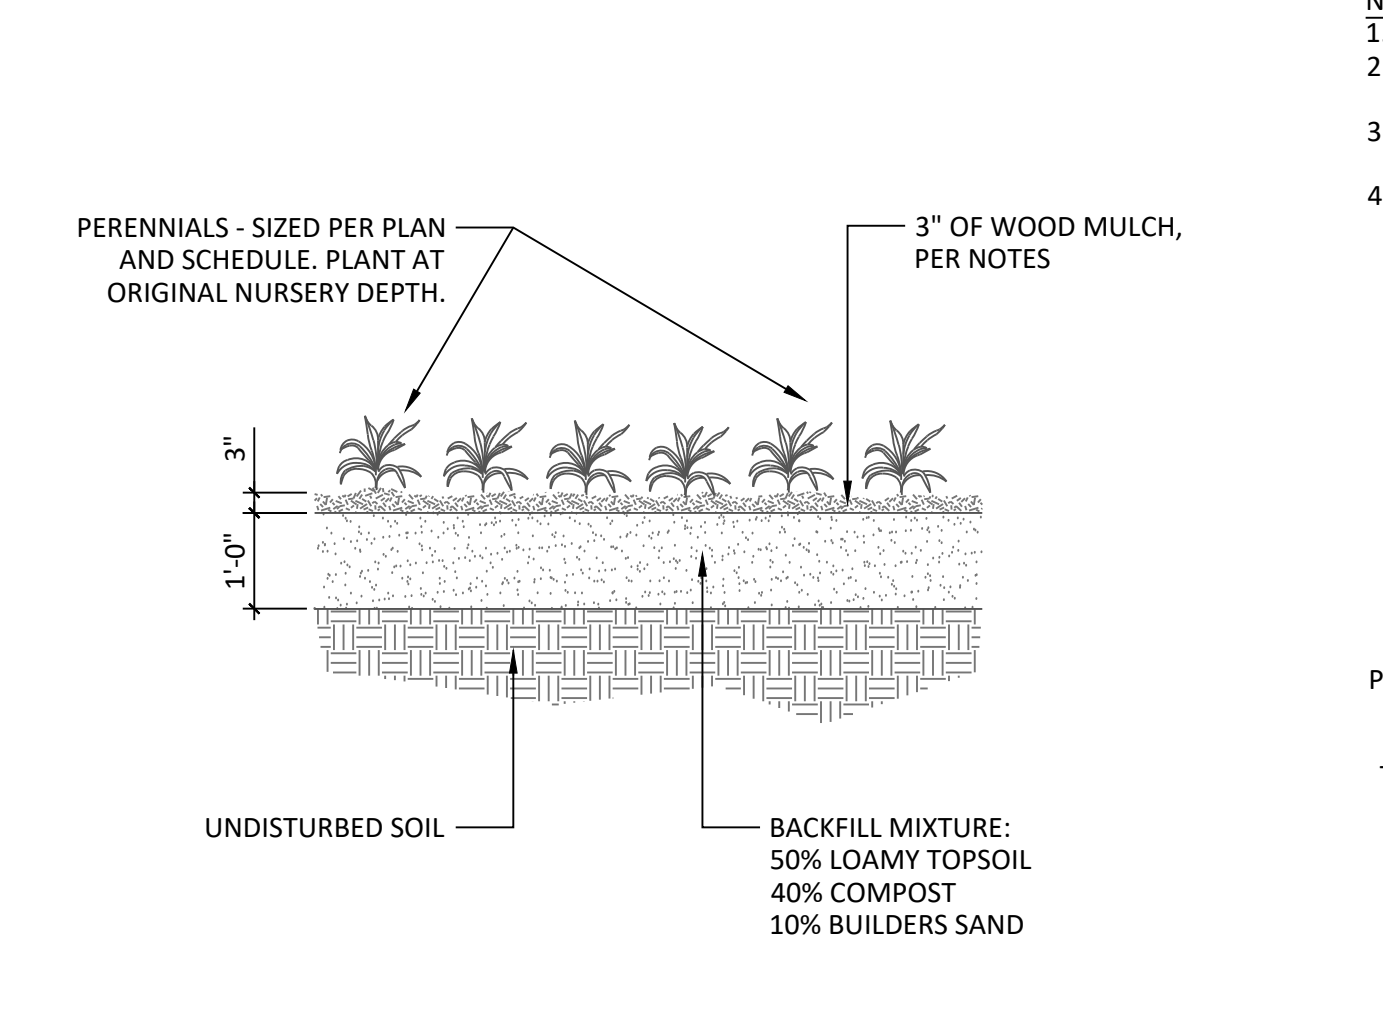 N
1.
2
3
4
PERENNIALS - SIZED PER PLAN
AND SCHEDULE. PLANT AT
ORIGINAL NURSERY DEPTH.
3" OF WOOD MULCH,
PER NOTES
3"
1'-0"
P
UNDISTURBED SOIL
BACKFILL MIXTURE:
50% LOAMY TOPSOIL
40% COMPOST
10% BUILDERS SAND